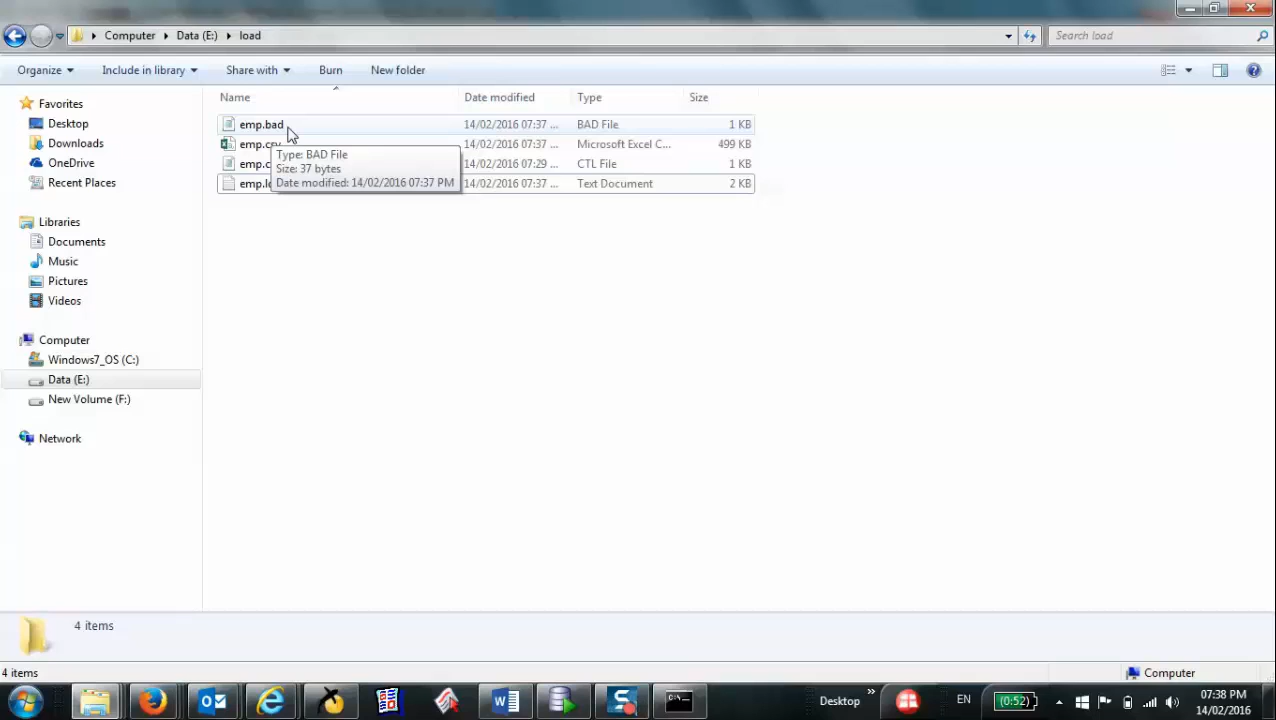 Computer Data (E:) load
Search load
Organize Include in library Share with Burn New folder
Name Date modified Type Size
Favorites
Desktop
Downloads
OneDrive
Recent Places
Libraries
Documents
Music
Pictures
Videos
Computer
Windows7_OS (C:)
Data (E:)
New Volume (F:)
Network
emp.bad 14/02/2016 07:37 ... BAD File 1 KB
emp.csv 14/02/2016 07:37 ... Microsoft Excel C... 499 KB
emp.c 14/02/2016 07:29 ... CTL File 1 KB
emp.l 14/02/2016 07:37 ... Text Document 2 KB
Type: BAD File
Size: 37 bytes
Date modified: 14/02/2016 07:37 PM
4 items
4 items
Computer
Desktop
EN
(0:52)
07:38 PM
14/02/2016